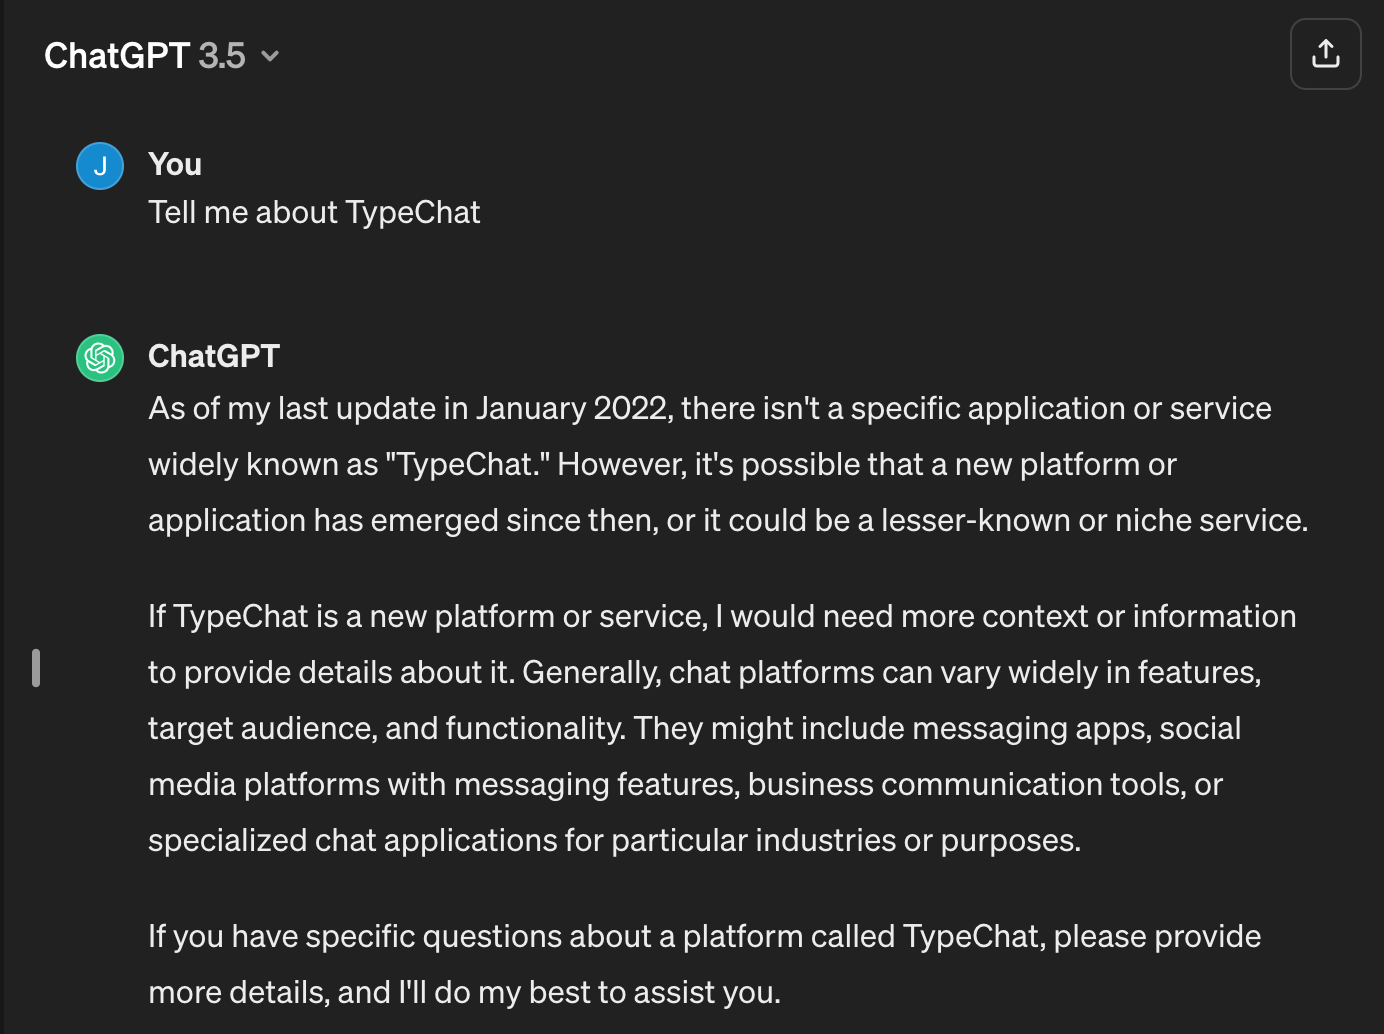 ChatGPT 3.5
J
You
Tell me about TypeChat
ChatGPT
As of my last update in January 2022, there isn't a specific application or service
widely known as "TypeChat." However, it's possible that a new platform or
application has emerged since then, or it could be a lesser-known or niche service.
If TypeChat is a new platform or service, I would need more context or information
to provide details about it. Generally, chat platforms can vary widely in features,
target audience, and functionality. They might include messaging apps, social
media platforms with messaging features, business communication tools, or
specialized chat applications for particular industries or purposes.
If you have specific questions about a platform called TypeChat, please provide
more details, and I'll do my best to assist you.